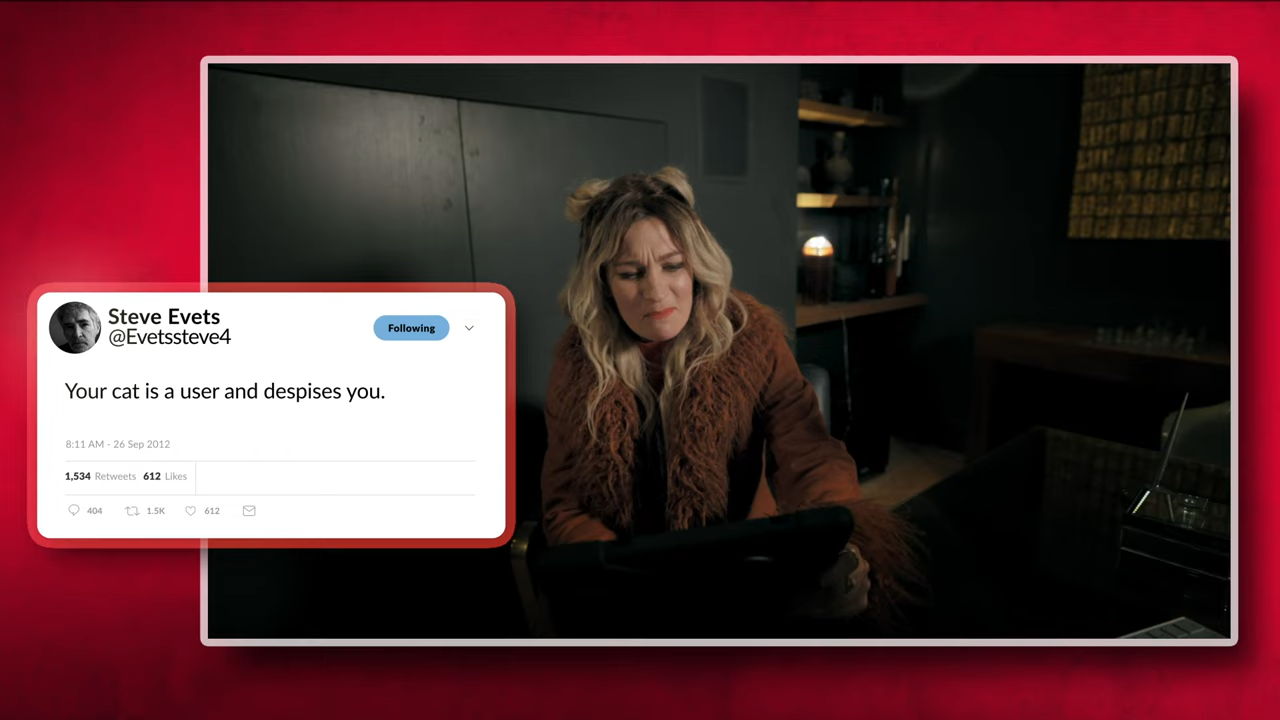 Steve Evets
@Evetssteve4
Following
Your cat is a user and despises you.
8:11 AM - 26 Sep 2012
1,534 Retweets 612 Likes
404 1.5K 612